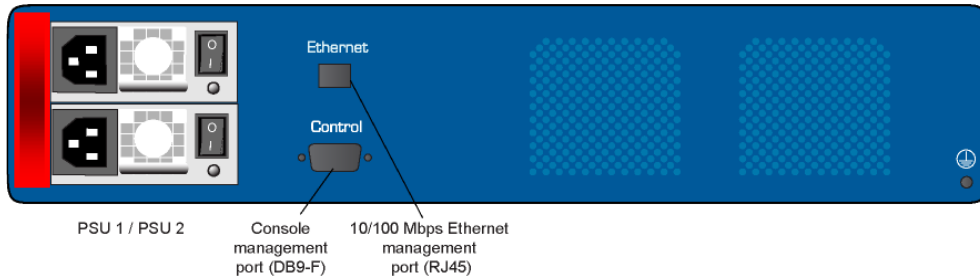 Ethernet
Control
O
I
O
I
PSU 1 / PSU 2
Console
management
port (DB9-F)
10/100 Mbps Ethernet
management
port (RJ45)